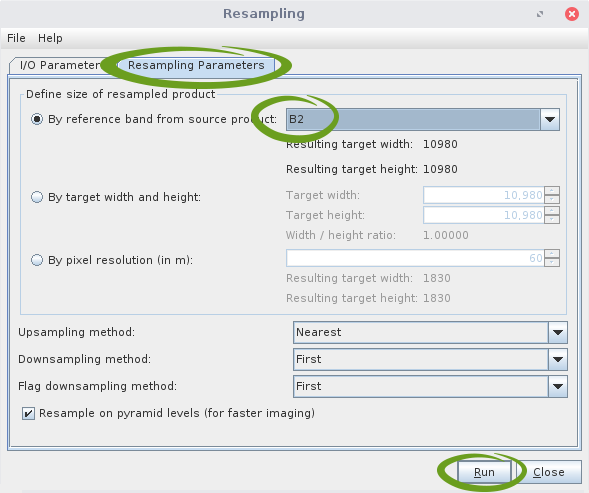 Resampling
File Help
I/O Parameter Resampling Parameters
Define size of resampled product
By reference band from source product: B2
Resulting target width: 10980
Resulting target height: 10980
By target width and height: Target width: 10,980
Target height: 10,980
Width / height ratio: 1.00000
By pixel resolution (in m): 60
Resulting target width: 1830
Resulting target height: 1830
Upsampling method: Nearest
Downsampling method: First
Flag downsampling method: First
Resample on pyramid levels (for faster imaging)
Run Close